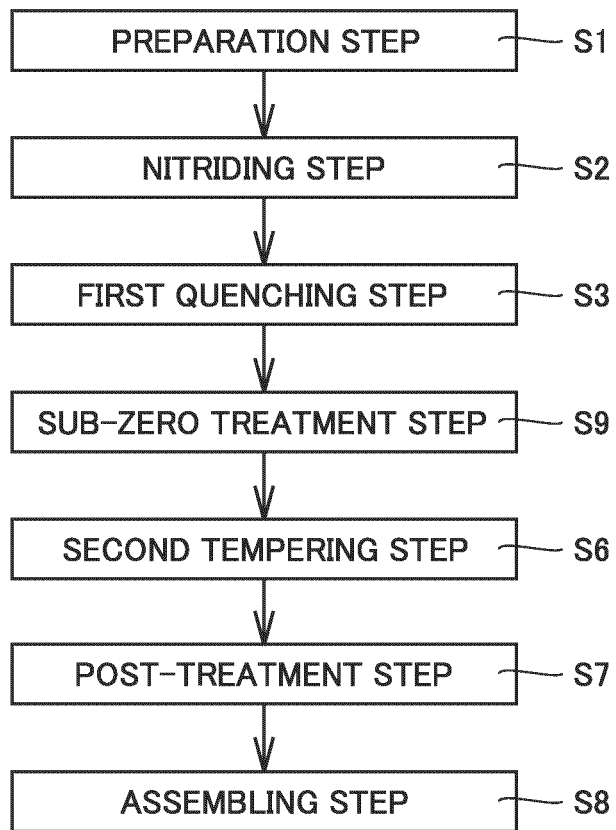 PREPARATION STEP S1
NITRIDING STEP S2
FIRST QUENCHING STEP S3
SUB-ZERO TREATMENT STEP S9
SECOND TEMPERING STEP S6
POST-TREATMENT STEP S7
ASSEMBLING STEP S8